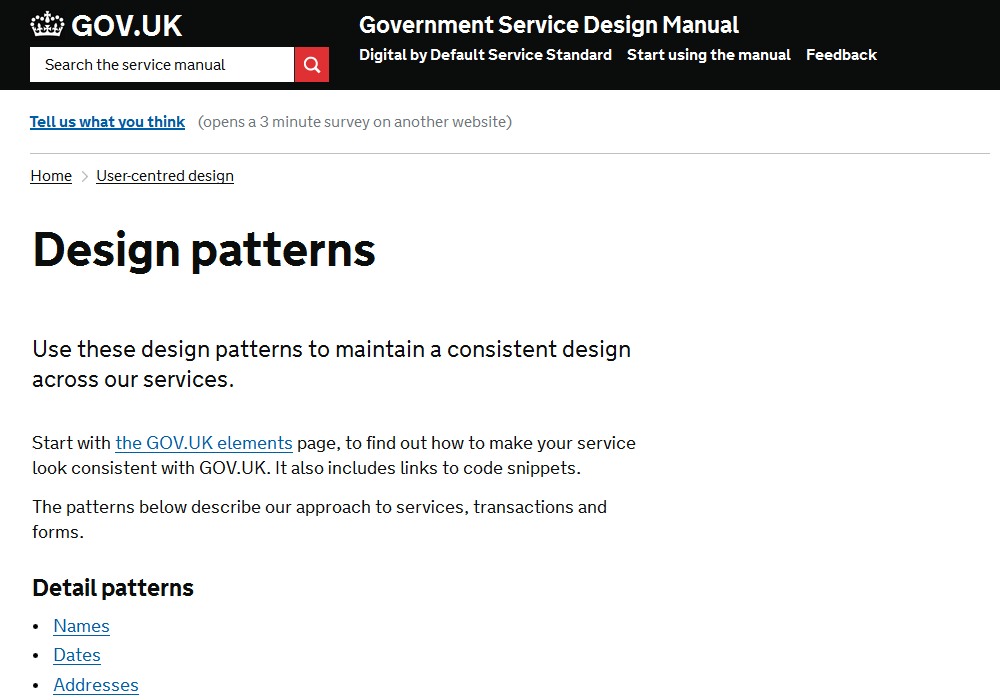 GOV.UK
Government Service Design Manual
Search the service manual
Digital by Default Service Standard Start using the manual Feedback
Tell us what you think (opens a 3 minute survey on another website)
Home > User-centred design
Design patterns
Use these design patterns to maintain a consistent design
across our services.
Start with the GOV.UK elements page, to find out how to make your service
look consistent with GOV.UK. It also includes links to code snippets.
The patterns below describe our approach to services, transactions and
forms.
Detail patterns
• Names
• Dates
• Addresses